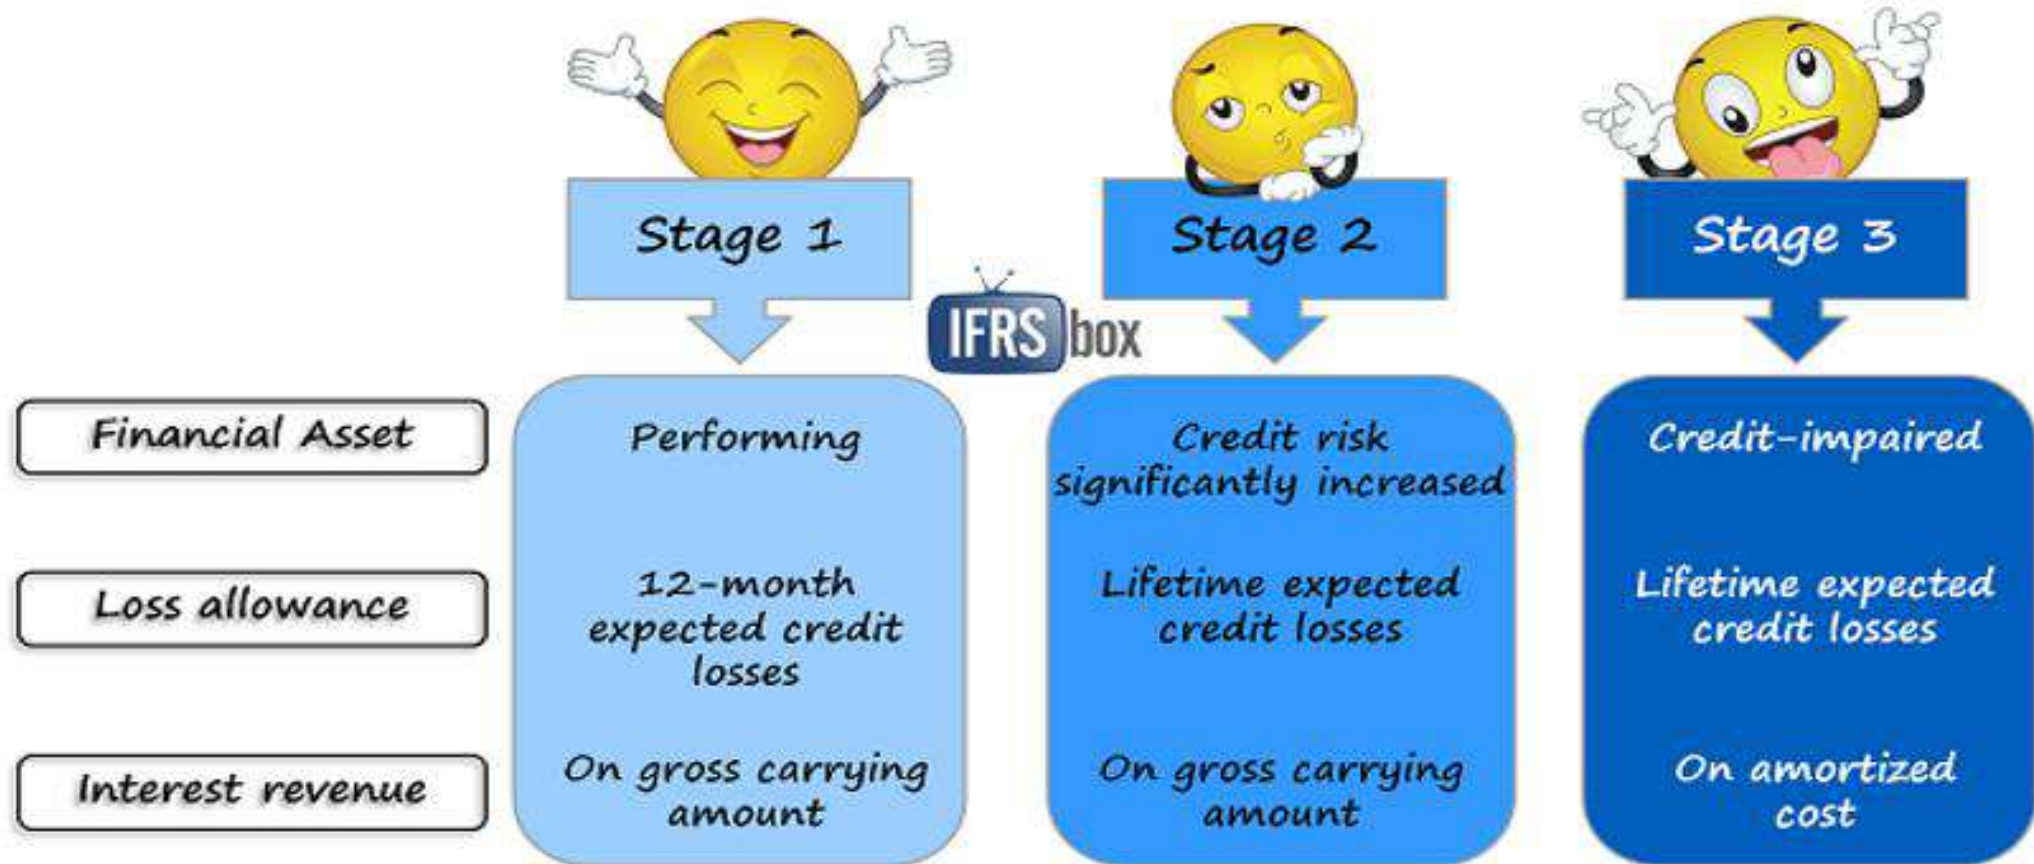 Stage 1
Stage 2
Stage 3
IFRS box
Financial Asset
Performing
Credit risk
significantly increased
Credit-impaired
Loss allowance
12-month
expected credit
losses
Lifetime expected
credit losses
Lifetime expected
credit losses
Interest revenue
On gross carrying
amount
On gross carrying
amount
On amortized
cost